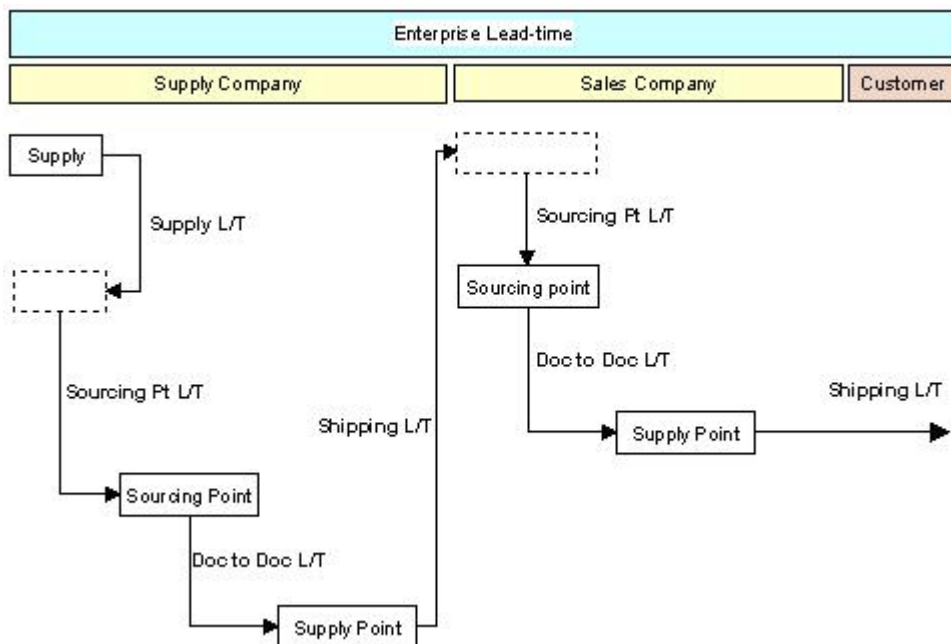 Enterprise Lead-time
Supply Company
Sales Company
Customer
Supply
Supply L/T
Sourcing Pt L/T
Sourcing Point
Doc to Doc L/T
Supply Point
Shipping L/T
Sourcing Pt L/T
Sourcing point
Doc to Doc L/T
Supply Point
Shipping L/T